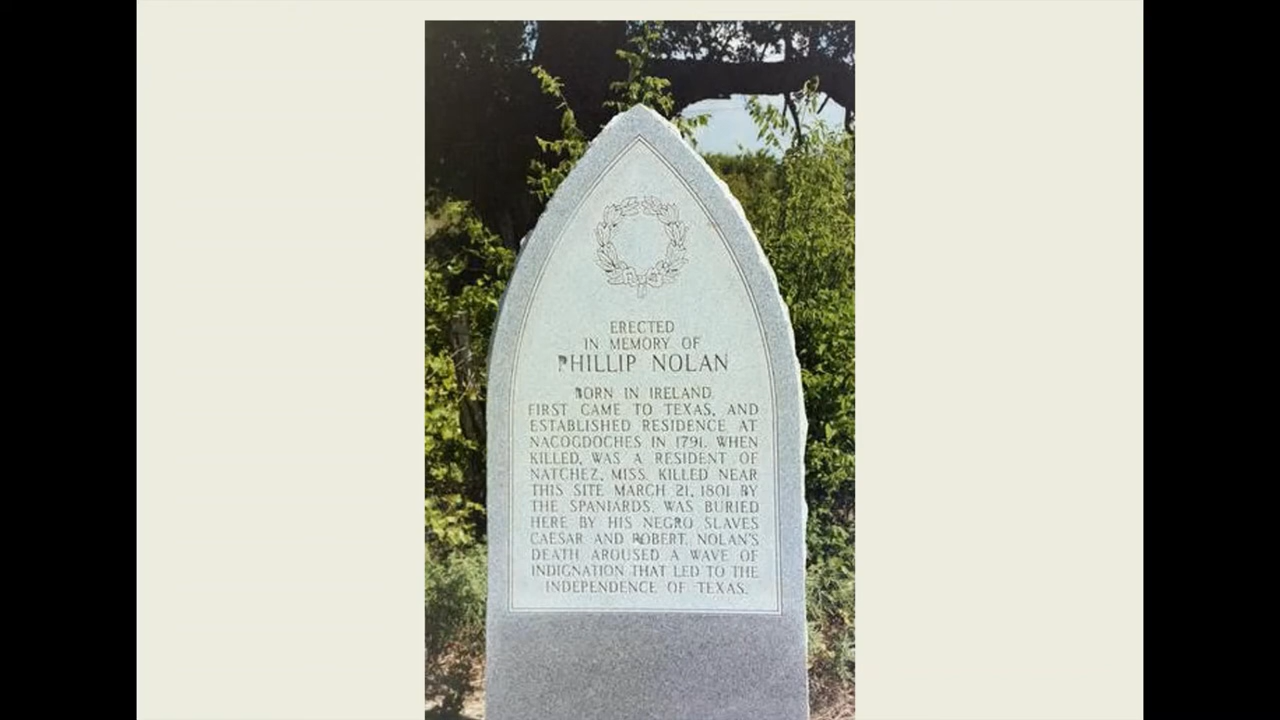 ERECTED
IN MEMORY OF
PHILLIP NOLAN
BORN IN IRELAND.
FIRST CAME TO TEXAS, AND
ESTABLISHED RESIDENCE AT
NACOGDOCHES IN 1791. WHEN
KILLED, WAS A RESIDENT OF
NATCHEZ, MISS. KILLED NEAR
THIS SITE MARCH 21, 1801 BY
THE SPANIARDS. WAS BURIED
HERE BY HIS NEGRO SLAVES
CAESAR AND ROBERT. NOLAN'S
DEATH AROUSED A WAVE OF
INDIGNATION THAT LED TO THE
INDEPENDENCE OF TEXAS.